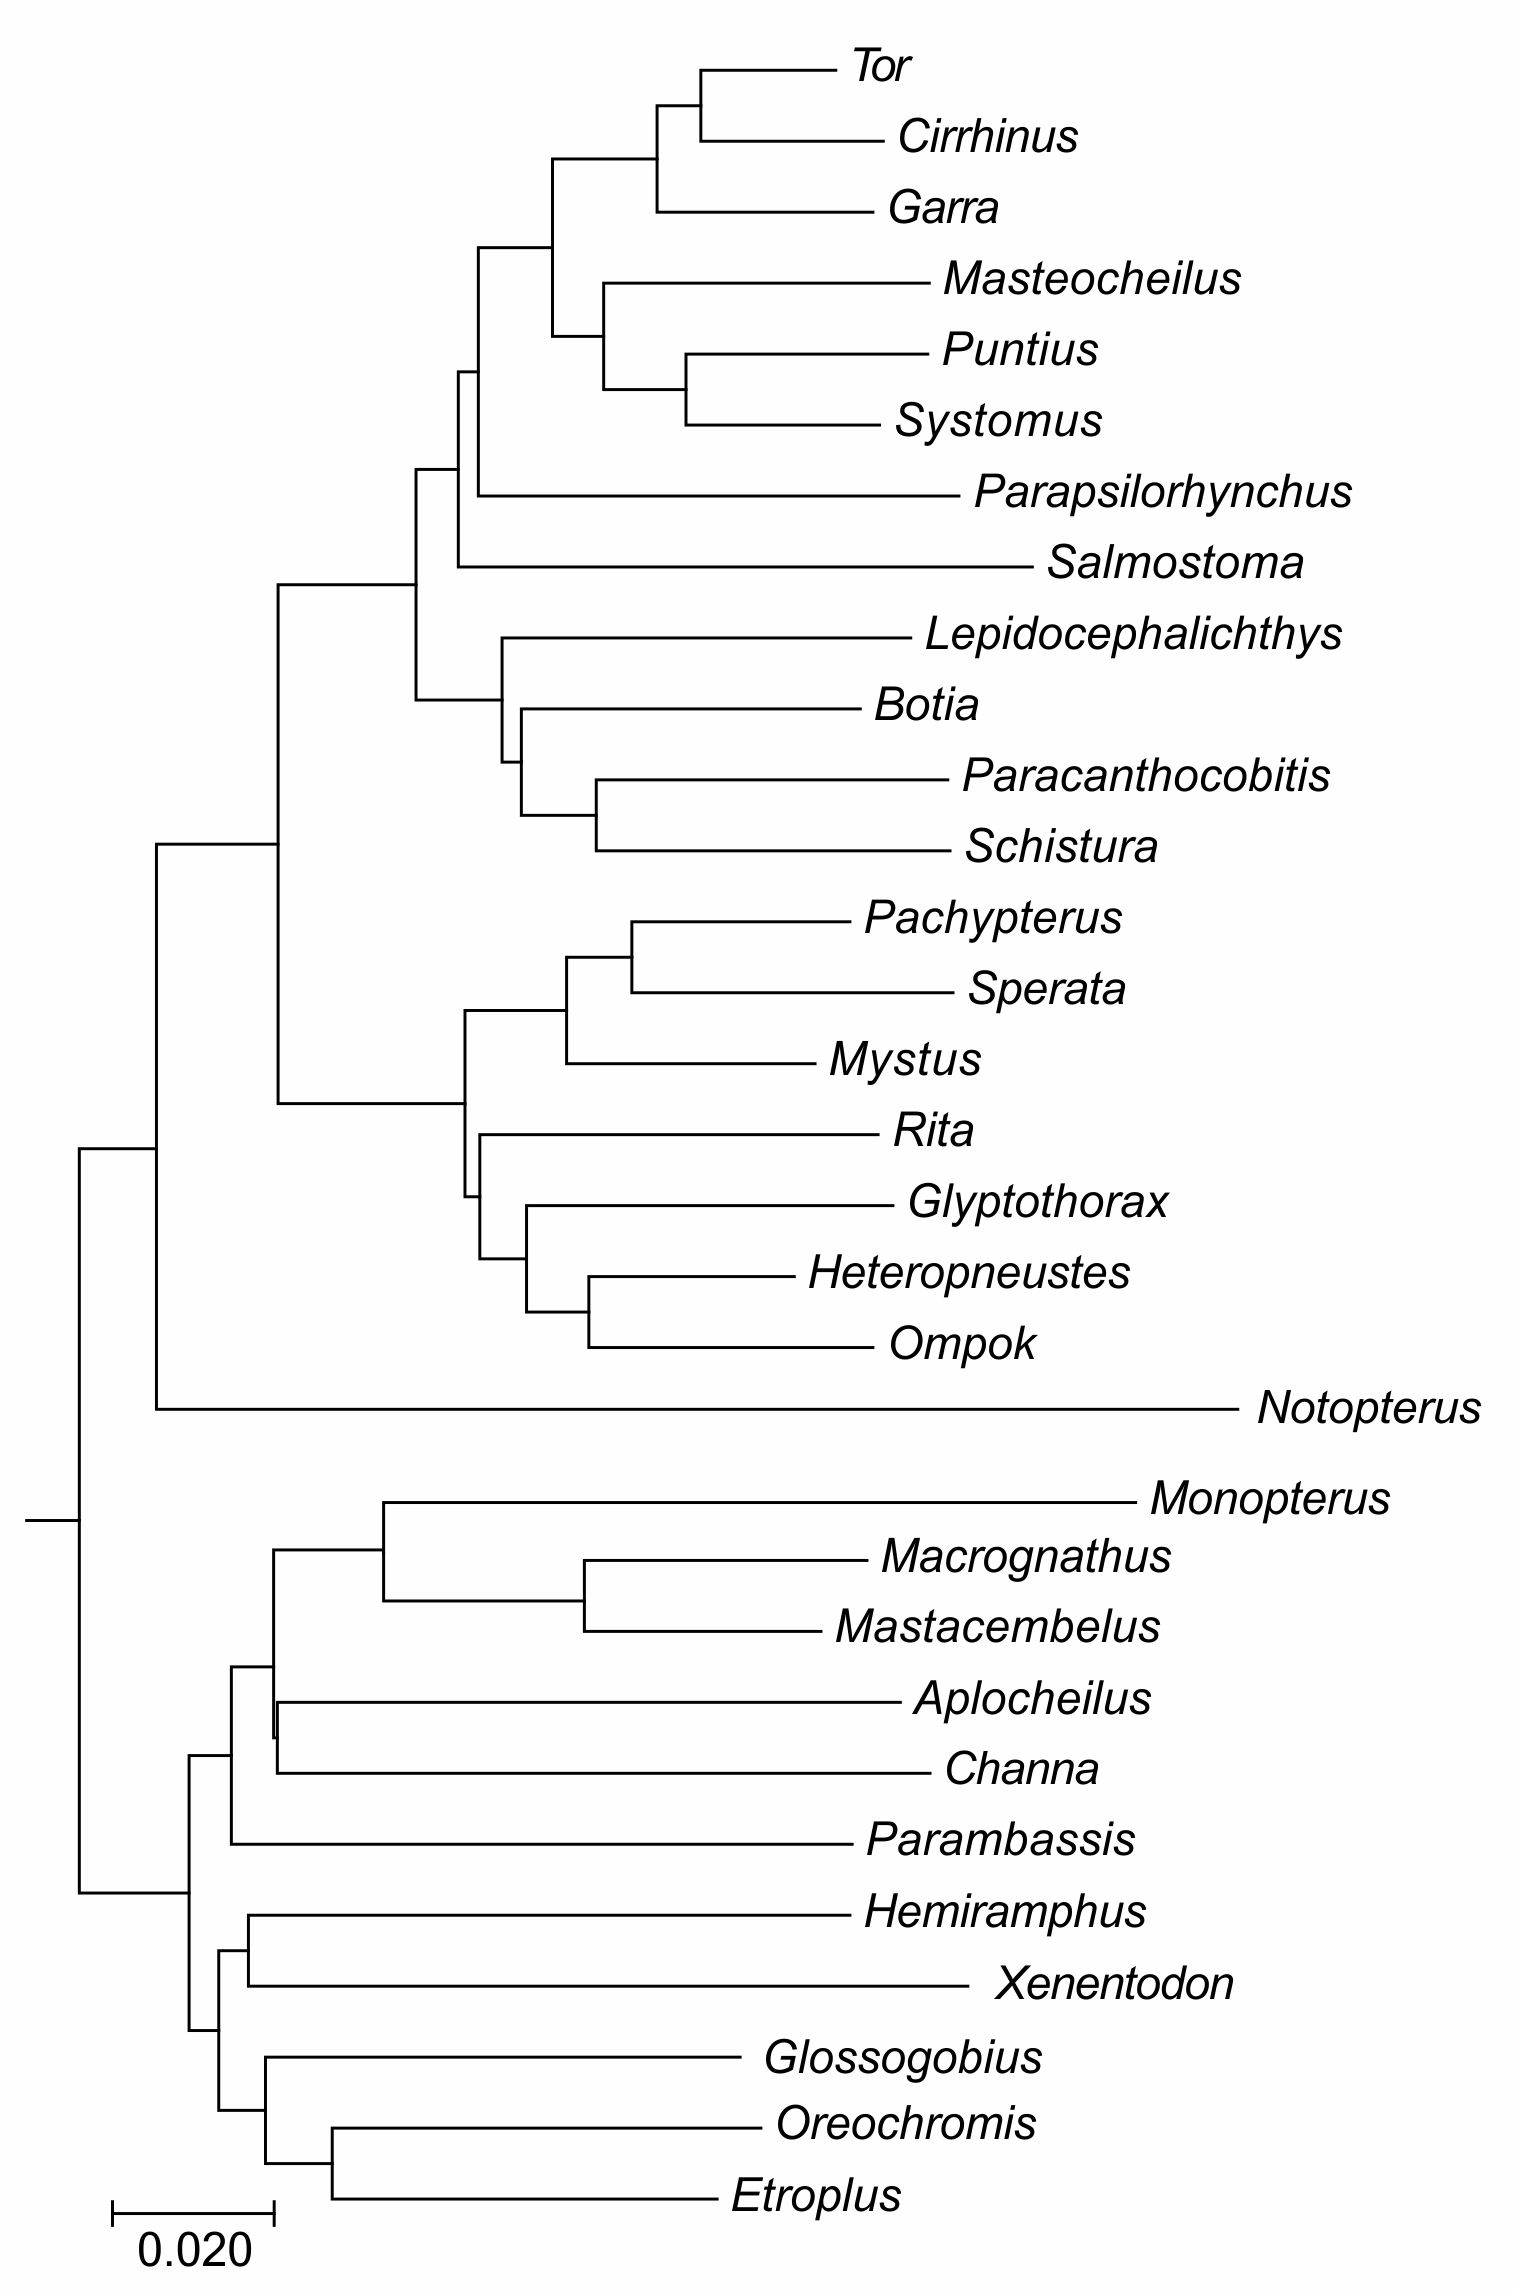 Tor
Cirrhinus
Garra
Masteocheilus
Puntius
Systomus
Parapsilorhynchus
Salmostoma
Lepidocephalichthys
Botia
Paracanthocobitis
Schistura
Pachypterus
Sperata
Mystus
Rita
Glyptothorax
Heteropneustes
Ompok
Notopterus
Monopterus
Macrognathus
Mastacembelus
Aplocheilus
Channa
Parambassis
Hemiramphus
Xenentodon
Glossogobius
Oreochromis
Etroplus
0.020